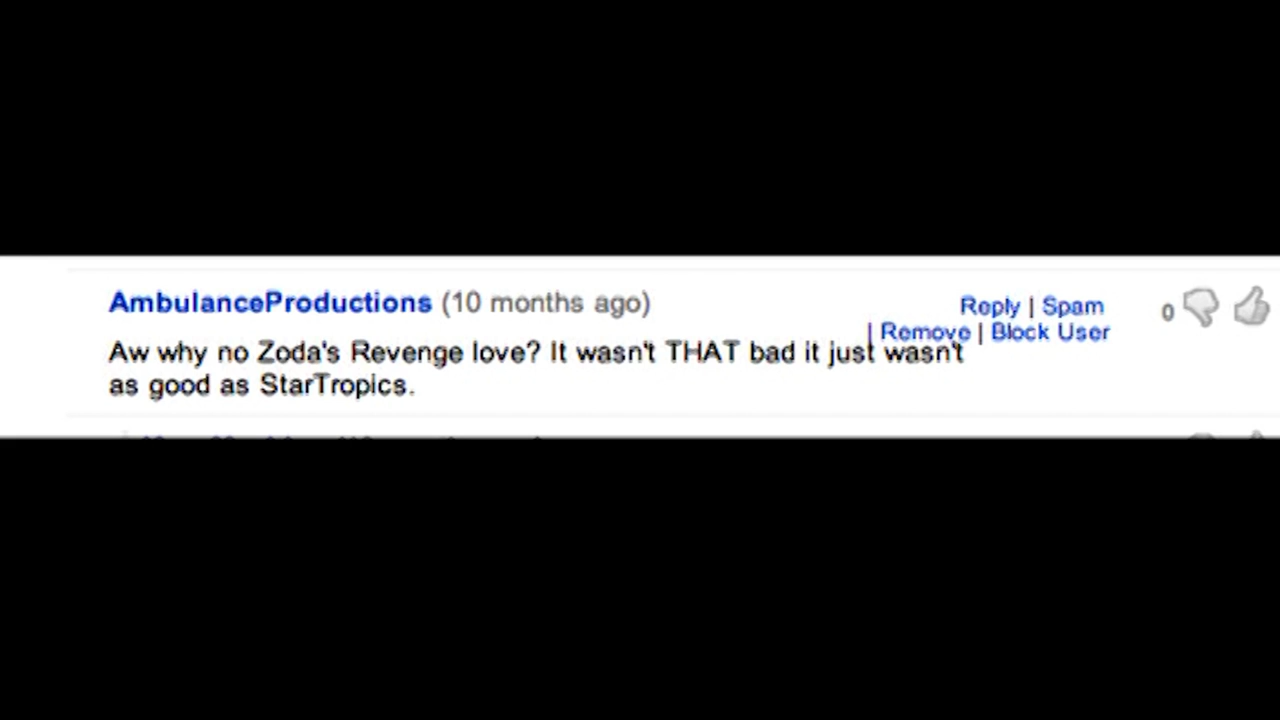 AmbulanceProductions (10 months ago)
Reply | Spam
0
| Remove | Block User
Aw why no Zoda's Revenge love? It wasn't THAT bad it just wasn't
as good as StarTropics.